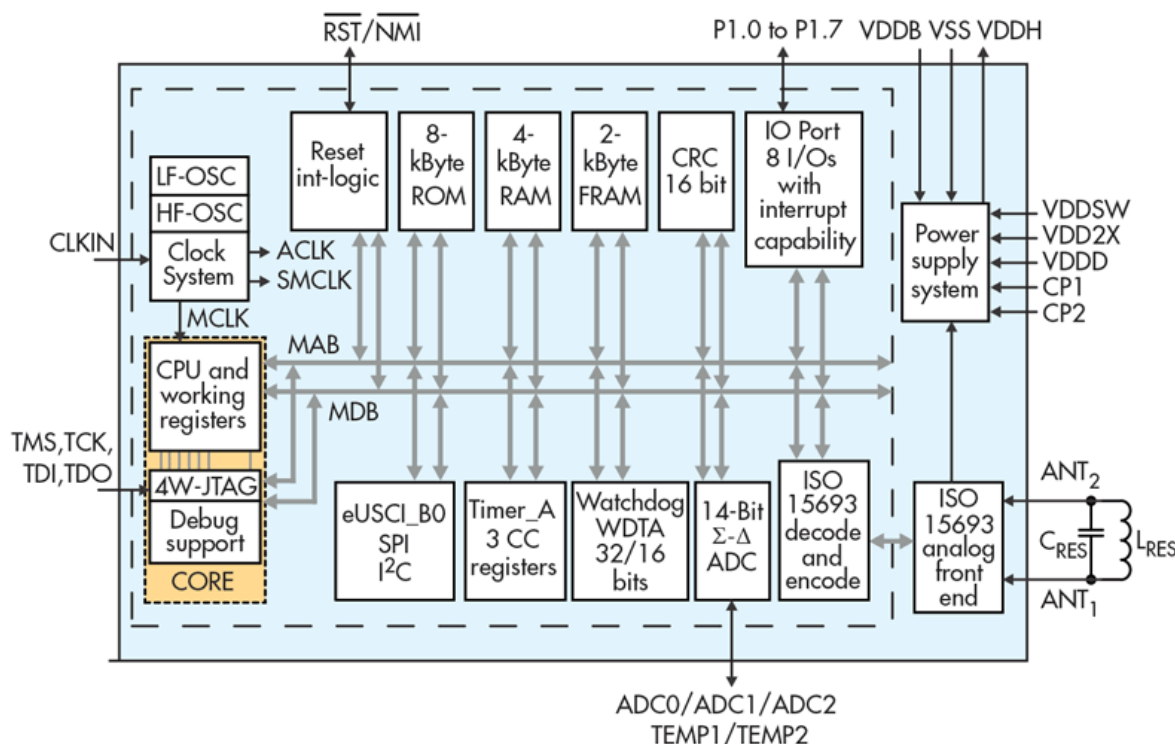 RST/NMI
P1.0 to P1.7
VDDB VSS VDDH
Reset
int-logic
8-
kByte
ROM
4-
kByte
RAM
2-
kByte
FRAM
CRC
16 bit
IO Port
8 I/Os
with
interrupt
capability
LF-OSC
HF-OSC
Clock
System
CLKIN
ACLK
SMCLK
MCLK
Power
supply
system
VDDSW
VDD2X
VDDD
CP1
CP2
MAB
MDB
CPU and
working
registers
TMS,TCK,
TDI,TDO
4W-JTAG
Debug
support
CORE
eUSCI_B0
SPI
I²C
Timer_A
3 CC
registers
Watchdog
WDTA
32/16
bits
14-Bit
Σ-Δ
ADC
ISO
15693
decode
and
encode
ISO
15693
analog
front
end
ANT₂
C_RES
L_RES
ANT₁
ADC0/ADC1/ADC2
TEMP1/TEMP2